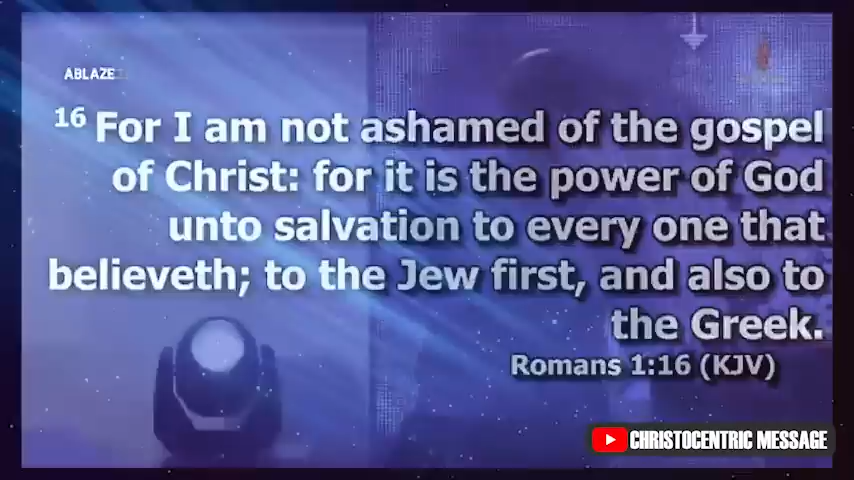 ABLAZE
16 For I am not ashamed of the gospel
of Christ: for it is the power of God
unto salvation to every one that
believeth; to the Jew first, and also to
the Greek.
Romans 1:16 (KJV)
CHRISTOCENTRIC MESSAGE